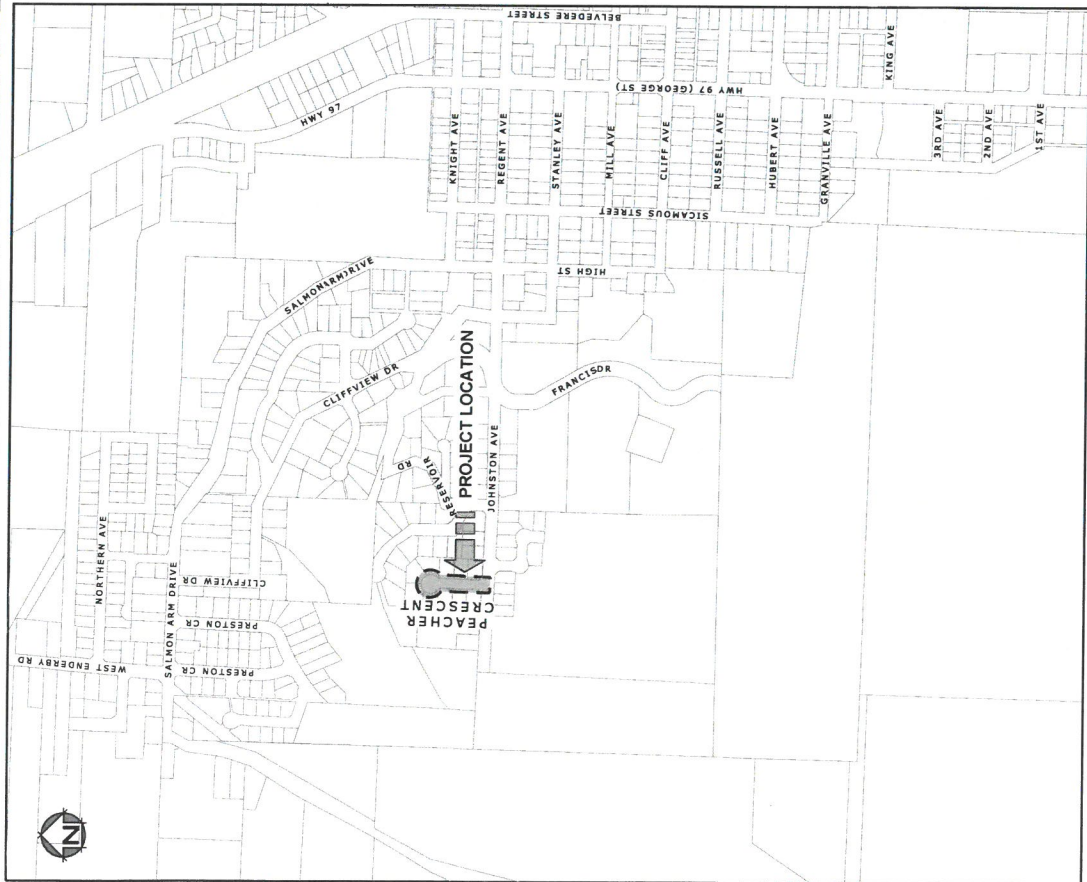 BELVEDERE STREET
HWY 97
HWY 97 (GEORGE ST)
KING AVE
KNIGHT AVE
REGENT AVE
STANLEY AVE
MILL AVE
CLIFF AVE
RUSSELL AVE
HUBERT AVE
GRANVILLE AVE
3RD AVE
2ND AVE
1ST AVE
SICAMOUS STREET
HIGH ST
SALMON ARM DRIVE
CLIFFVIEW DR
PROJECT LOCATION
FRANCIS DR
RESERVOIR
RD
JOHNSTON AVE
NORTHERN AVE
CLIFFVIEW DR
PEACHER
CRESCENT
PRESTON CR
PRESTON CR
SALMON ARM DRIVE
WEST ENDERBY RD
N